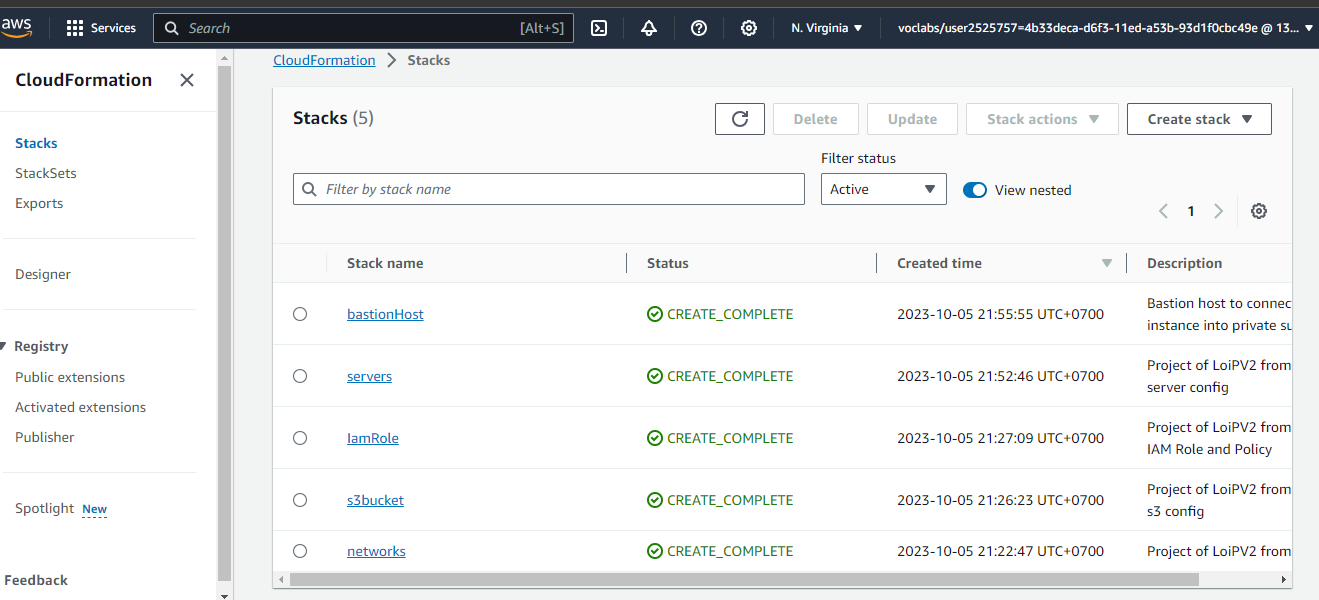 aws Services Search [Alt+S] N. Virginia voclabs/user2525757=4b33deca-d6f3-11ed-a53b-93d1f0cbc49e @ 13...
CloudFormation
Stacks
StackSets
Exports
Designer
Registry
Public extensions
Activated extensions
Publisher
Spotlight New
Feedback
CloudFormation Stacks
Stacks (5) Delete Update Stack actions Create stack
Filter status
Filter by stack name Active View nested
1
Stack name Status Created time Description
bastionHost CREATE_COMPLETE 2023-10-05 21:55:55 UTC+0700 Bastion host to connec
instance into private su
servers CREATE_COMPLETE 2023-10-05 21:52:46 UTC+0700 Project of LoiPV2 from
server config
IamRole CREATE_COMPLETE 2023-10-05 21:27:09 UTC+0700 Project of LoiPV2 from
IAM Role and Policy
s3bucket CREATE_COMPLETE 2023-10-05 21:26:23 UTC+0700 Project of LoiPV2 from
s3 config
networks CREATE_COMPLETE 2023-10-05 21:22:47 UTC+0700 Project of LoiPV2 from